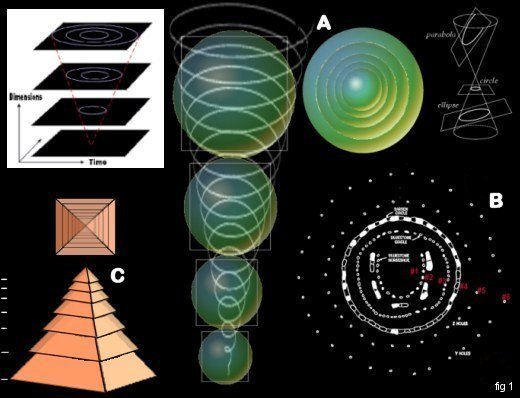 Dimensions
Time
A
parabola
circle
ellipse
B
SARSEN
CIRCLE
BLUESTONE
CIRCLE
BLUESTONE
HORSESHOE
#1
#2
#3
#4
#5
#6
Z HOLES
Y HOLES
C
fig 1